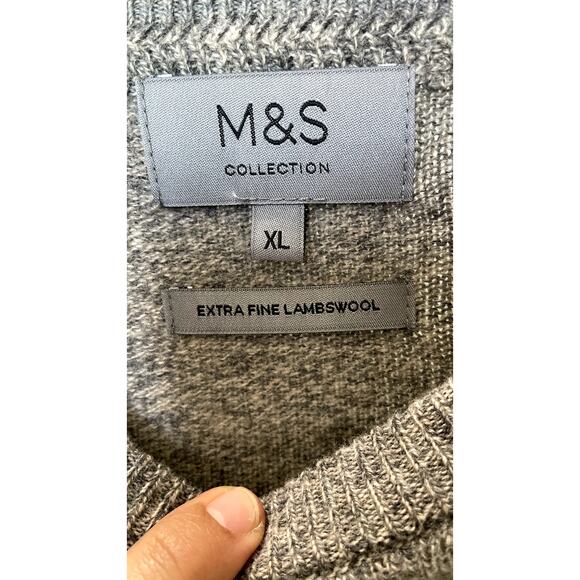 M&S
COLLECTION
XL
EXTRA FINE LAMBSWOOL